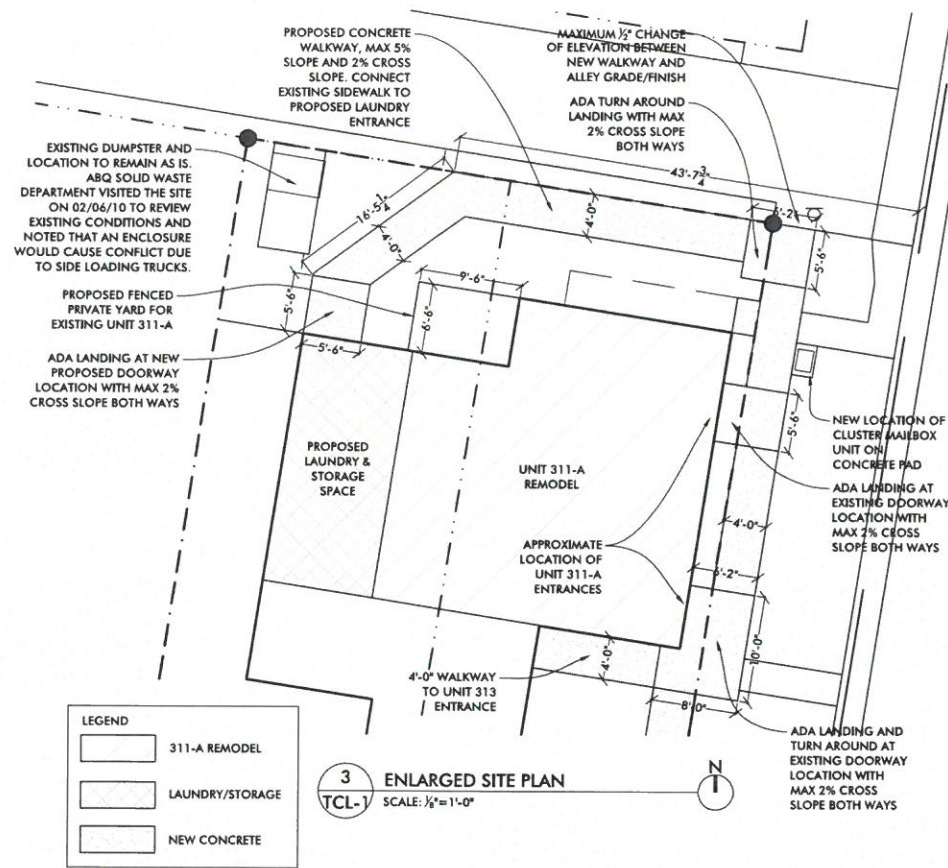 PROPOSED CONCRETE
WALKWAY, MAX 5%
SLOPE AND 2% CROSS
SLOPE. CONNECT
EXISTING SIDEWALK TO
PROPOSED LAUNDRY
ENTRANCE
MAXIMUM ½" CHANGE
OF ELEVATION BETWEEN
NEW WALKWAY AND
ALLEY GRADE/FINISH
ADA TURN AROUND
LANDING WITH MAX
2% CROSS SLOPE
BOTH WAYS
EXISTING DUMPSTER AND
LOCATION TO REMAIN AS IS.
ABQ SOLID WASTE
DEPARTMENT VISITED THE SITE
ON 02/06/10 TO REVIEW
EXISTING CONDITIONS AND
NOTED THAT AN ENCLOSURE
WOULD CAUSE CONFLICT DUE
TO SIDE LOADING TRUCKS.
43'-7¾"
16'-5¼"
4'-0"
4'-0"
6'-2"
5'-6"
PROPOSED FENCED
PRIVATE YARD FOR
EXISTING UNIT 311-A
9'-6"
6'-6"
5'-6"
5'-6"
ADA LANDING AT NEW
PROPOSED DOORWAY
LOCATION WITH MAX 2%
CROSS SLOPE BOTH WAYS
5'-6"
NEW LOCATION OF
CLUSTER MAILBOX
UNIT ON
CONCRETE PAD
PROPOSED
LAUNDRY &
STORAGE
SPACE
UNIT 311-A
REMODEL
ADA LANDING AT
EXISTING DOORWAY
LOCATION WITH
MAX 2% CROSS
SLOPE BOTH WAYS
4'-0"
APPROXIMATE
LOCATION OF
UNIT 311-A
ENTRANCES
6'-2"
10'-0"
4'-0"
8'-0"
4'-0" WALKWAY
TO UNIT 313
ENTRANCE
ADA LANDING AND
TURN AROUND AT
EXISTING DOORWAY
LOCATION WITH
MAX 2% CROSS
SLOPE BOTH WAYS
LEGEND
311-A REMODEL
LAUNDRY/STORAGE
NEW CONCRETE
3
TCL-1
ENLARGED SITE PLAN
SCALE: ⅛"=1'-0"
N